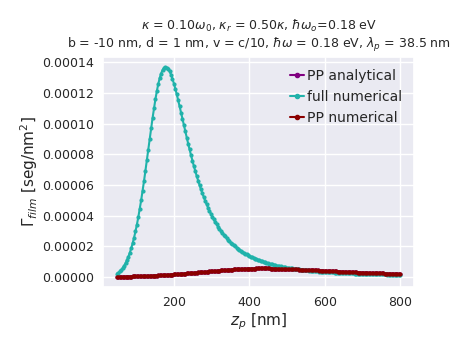 κ = 0.10ω₀, κᵣ = 0.50κ, ℏωₒ=0.18 eV
b = -10 nm, d = 1 nm, v = c/10, ℏω = 0.18 eV, λₚ = 38.5 nm
0.00014
0.00012
0.00010
0.00008
0.00006
0.00004
0.00002
0.00000
Γ_film [seg/nm²]
PP analytical
full numerical
PP numerical
200
400
600
800
zₚ [nm]